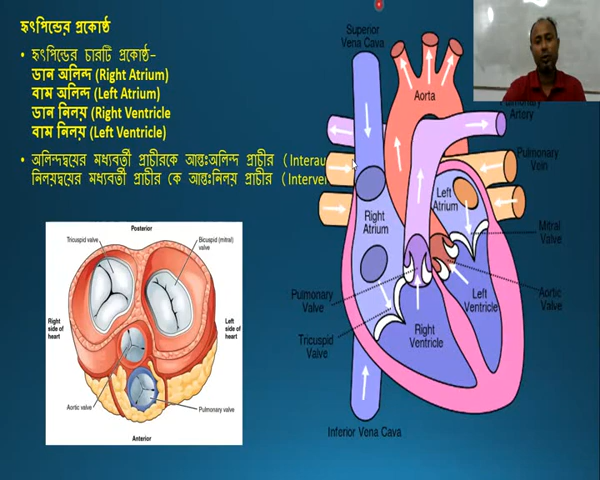 হৃৎপিন্ডের প্রকোষ্ঠ
• হৃৎপিন্ডের চারটি প্রকোষ্ঠ–
ডান অলিন্দ (Right Atrium)
বাম অলিন্দ (Left Atrium)
ডান নিলয় (Right Ventricle
বাম নিলয় (Left Ventricle)
• অলিন্দদ্বয়ের মধ্যবর্তী প্রাচীরকে আন্তঃঅলিন্দ প্রাচীর (Interau
নিলয়দ্বয়ের মধ্যবর্তী প্রাচীর কে আন্তঃনিলয় প্রাচীর (Interver
Posterior
Tricuspid valve
Bicuspid (mitral) valve
Right
side of
heart
Left
side of
heart
Aortic valve
Pulmonary valve
Anterior
Superior
Vena Cava
Aorta
Pulmonary
Artery
Pulmonary
Vein
Left
Atrium
Mitral
Valve
Right
Atrium
Aortic
Valve
Pulmonary
Valve
Left
Ventricle
Right
Ventricle
Tricuspid
Valve
Inferior Vena Cava